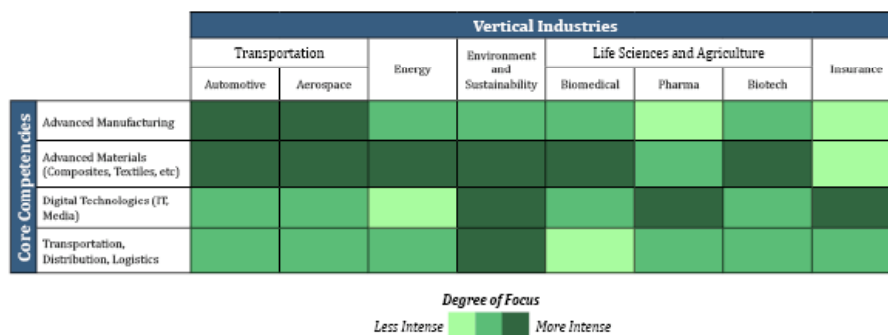 Vertical Industries
Transportation
Energy
Environment
and
Sustainability
Life Sciences and Agriculture
Insurance
Automotive
Aerospace
Biomedical
Pharma
Biotech
Core Competencies
Advanced Manufacturing
Advanced Materials
(Composites, Textiles, etc)
Digital Technologies (IT,
Media)
Transportation,
Distribution, Logistics
Degree of Focus
Less Intense
More Intense